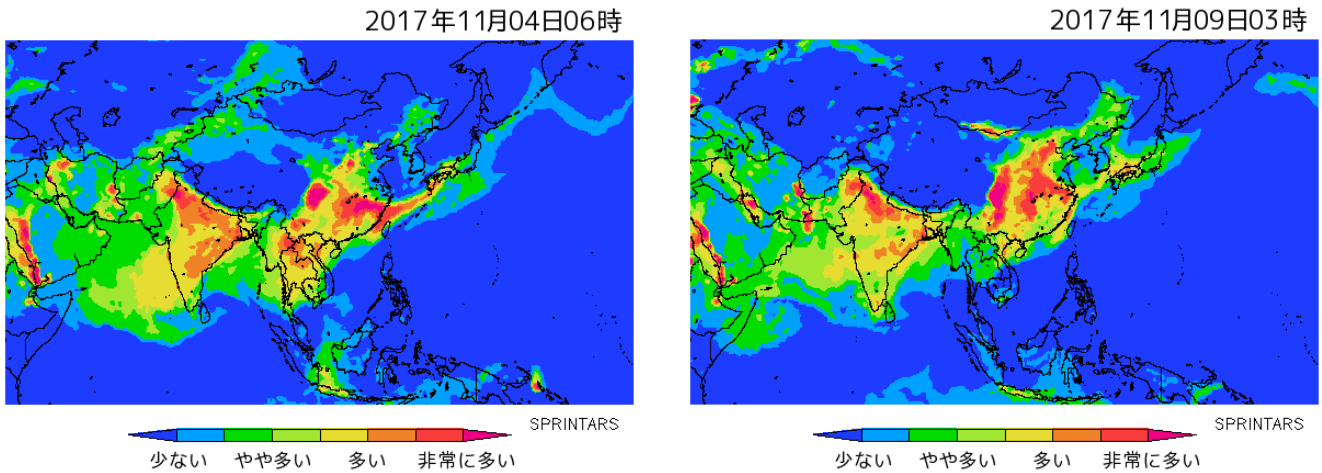 2017年11月04日06時
SPRINTARS
少ない やや多い 多い 非常に多い
2017年11月09日03時
SPRINTARS
少ない やや多い 多い 非常に多い